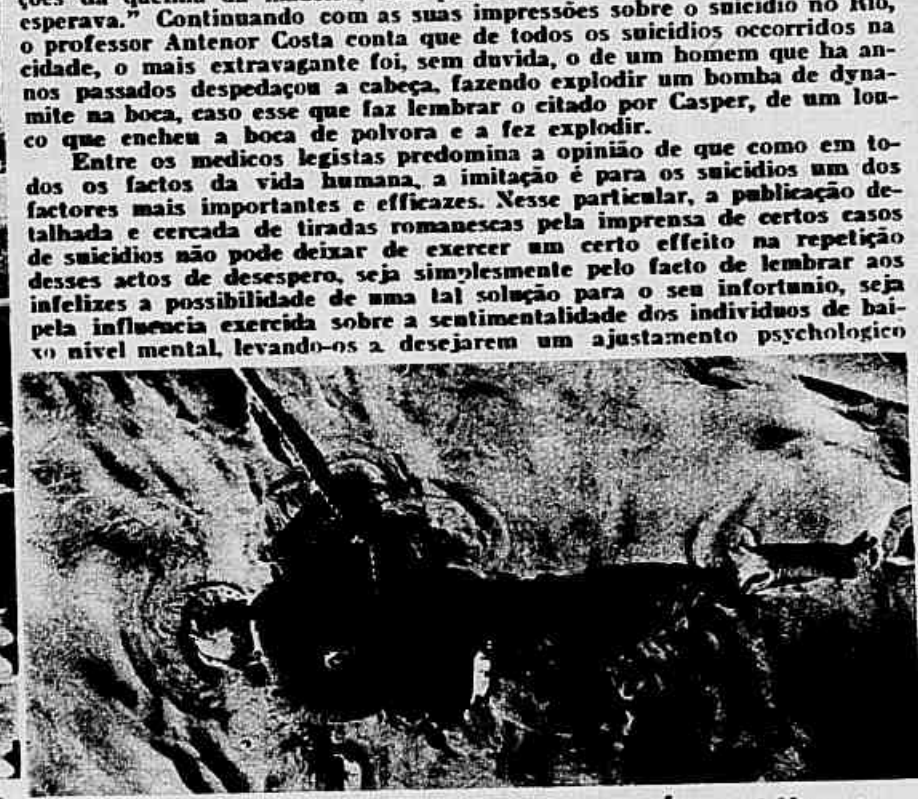 esperava." Continuando com as suas impressões sobre o suicidio no Rio,
o professor Antenor Costa conta que de todos os suicidios occorridos na
cidade, o mais extravagante foi, sem duvida, o de um homem que ha an-
nos passados despedaçou a cabeça, fazendo explodir um bomba de dyna-
mite na boca, caso esse que faz lembrar o citado por Casper, de um lou-
co que encheu a boca de polvora e a fez explodir.
Entre os medicos legistas predomina a opinião de que como em to-
dos os factos da vida humana, a imitação é para os suicidios um dos
factores mais importantes e efficazes. Nesse particular, a publicação de-
talhada e cercada de tiradas romanescas pela imprensa de certos casos
de suicidios não pode deixar de exercer um certo effeito na repetição
desses actos de desespero, seja simplesmente pelo facto de lembrar aos
infelizes a possibilidade de uma tal solução para o seu infortunio, seja
pela influencia exercida sobre a sentimentalidade dos individuos de bai-
xo nivel mental, levando-os a desejarem um ajustamento psychologico